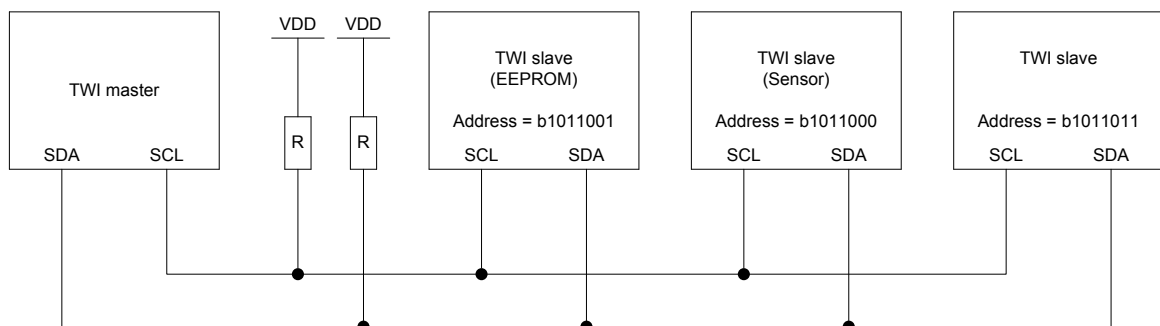 TWI master
SDA SCL
VDD VDD
R R
TWI slave
(EEPROM)
Address = b1011001
SCL SDA
TWI slave
(Sensor)
Address = b1011000
SCL SDA
TWI slave
Address = b1011011
SCL SDA